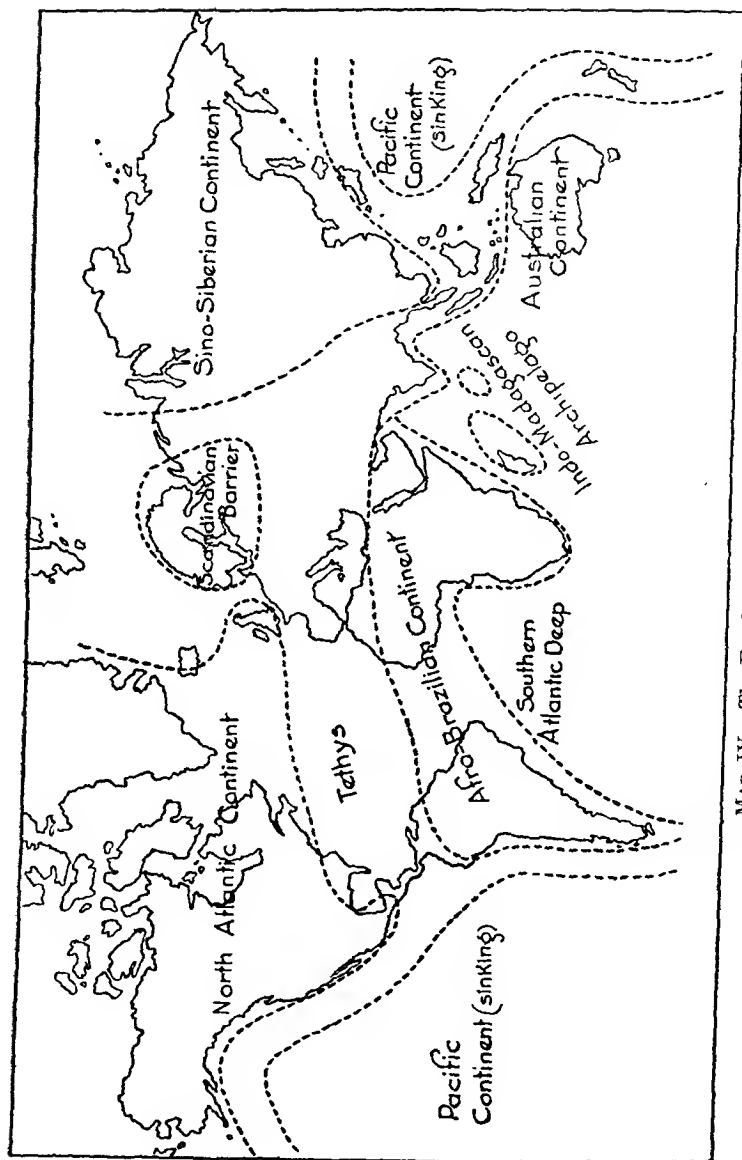 North Atlantic Continent
Scandinavian
Barrier
Sino-Siberian Continent
Pacific
Continent
(sinking)
Tethys
Afro-Brazilian Continent
Indo-Madagascan
Archipelago
Australian
Continent
Southern
Atlantic Deep
Pacific
Continent (sinking)